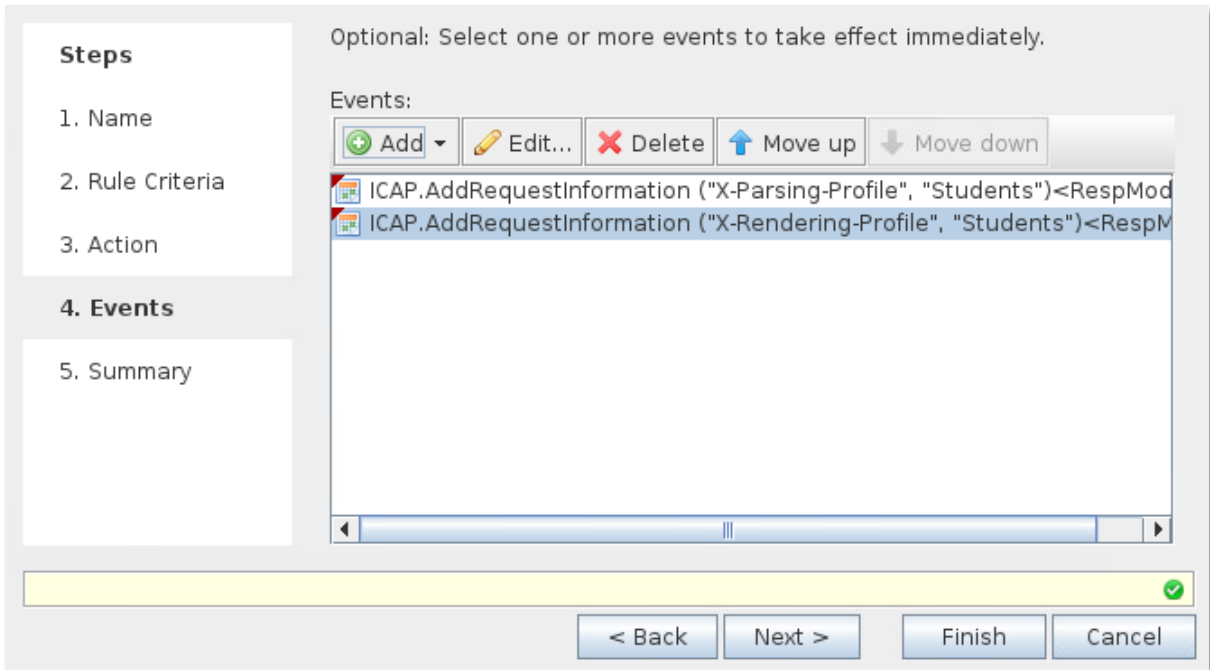 Steps
1. Name
2. Rule Criteria
3. Action
4. Events
5. Summary
Optional: Select one or more events to take effect immediately.
Events:
Add Edit... Delete Move up Move down
ICAP.AddRequestInformation ("X-Parsing-Profile", "Students")<RespMod
ICAP.AddRequestInformation ("X-Rendering-Profile", "Students")<RespM
< Back Next > Finish Cancel